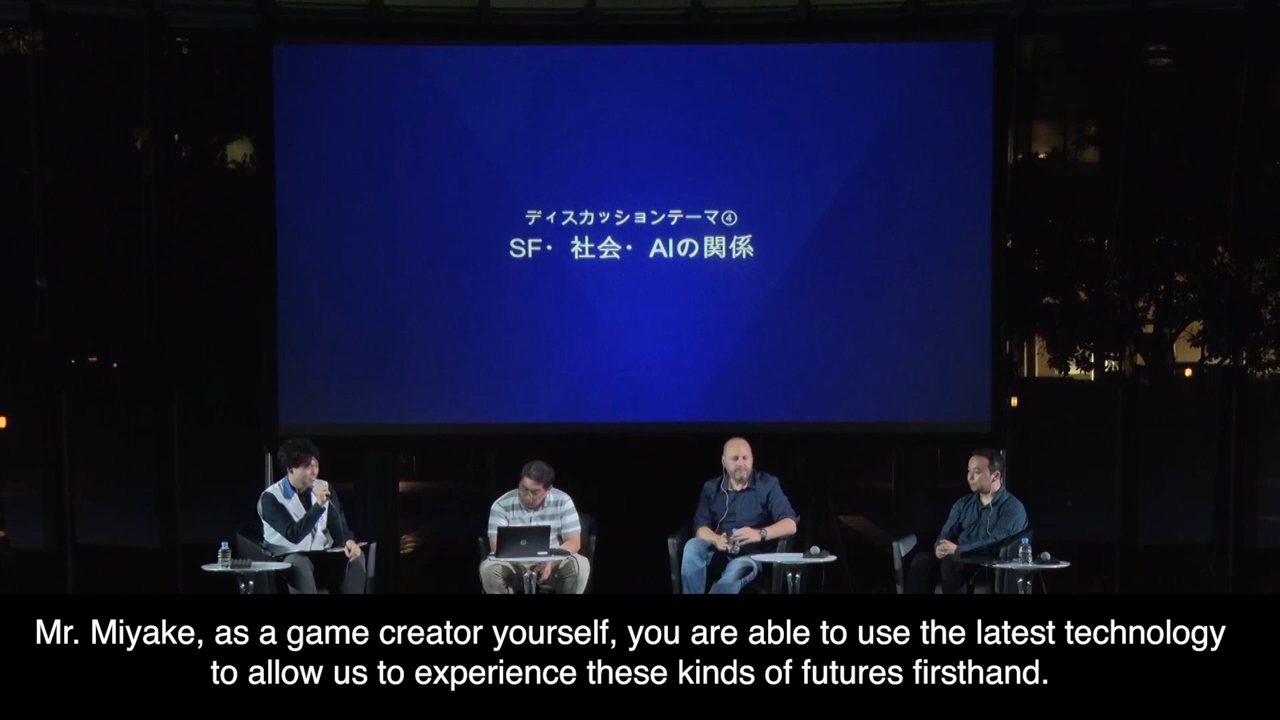 ディスカッションテーマ④
SF・社会・AIの関係
Mr. Miyake, as a game creator yourself, you are able to use the latest technology
to allow us to experience these kinds of futures firsthand.